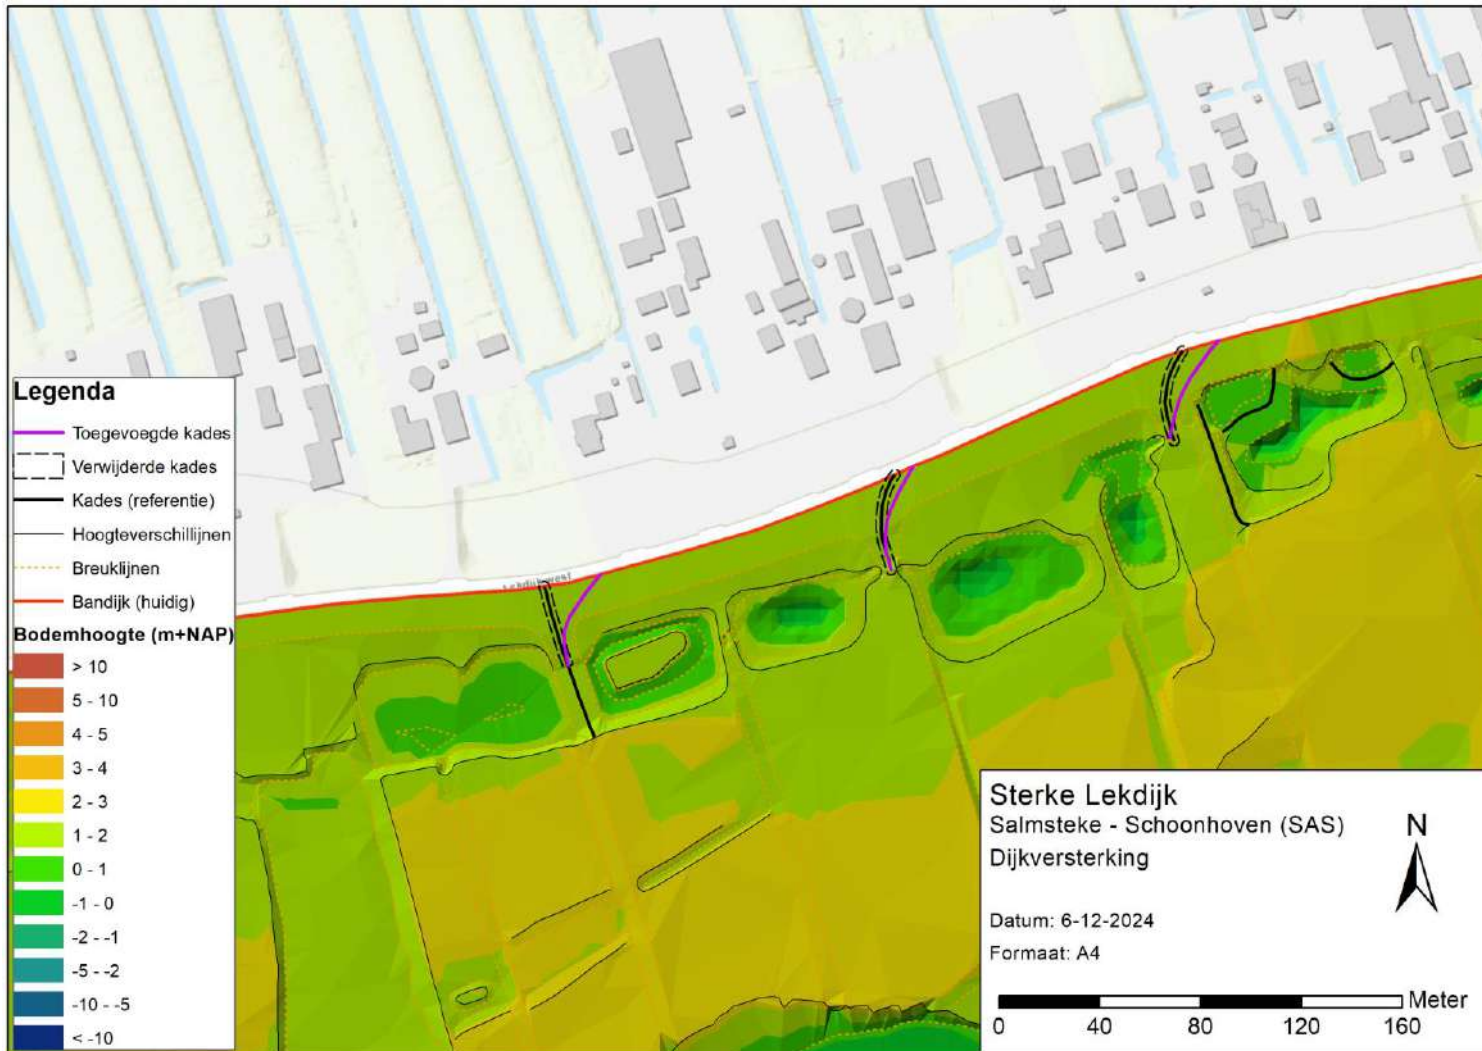 Lekdijk west
Legenda
Toegevoegde kades
Verwijderde kades
Kades (referentie)
Hoogteverschillijnen
Breuklijnen
Bandijk (huidig)
Bodemhoogte (m+NAP)
> 10
5 - 10
4 - 5
3 - 4
2 - 3
1 - 2
0 - 1
-1 - 0
-2 - -1
-5 - -2
-10 - -5
< -10
Sterke Lekdijk
Salmsteke - Schoonhoven (SAS)
Dijkversterking
N
Datum: 6-12-2024
Formaat: A4
Meter
0 40 80 120 160